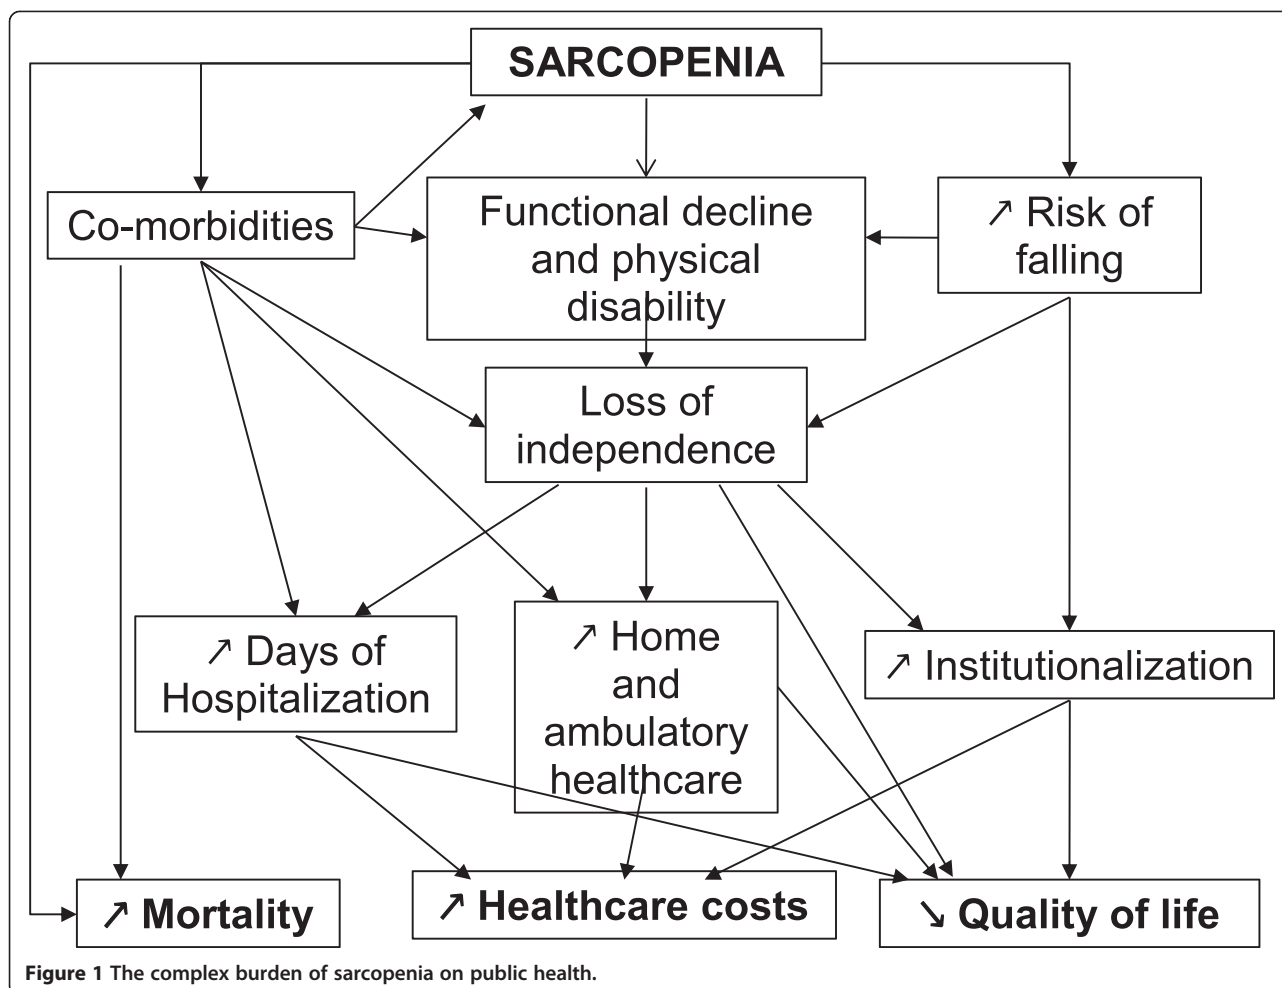 SARCOPENIA
Co-morbidities
Functional decline
and physical
disability
↗ Risk of
falling
Loss of
independence
↗ Days of
Hospitalization
↗ Home
and
ambulatory
healthcare
↗ Institutionalization
↗ Mortality
↗ Healthcare costs
↘ Quality of life
Figure 1 The complex burden of sarcopenia on public health.